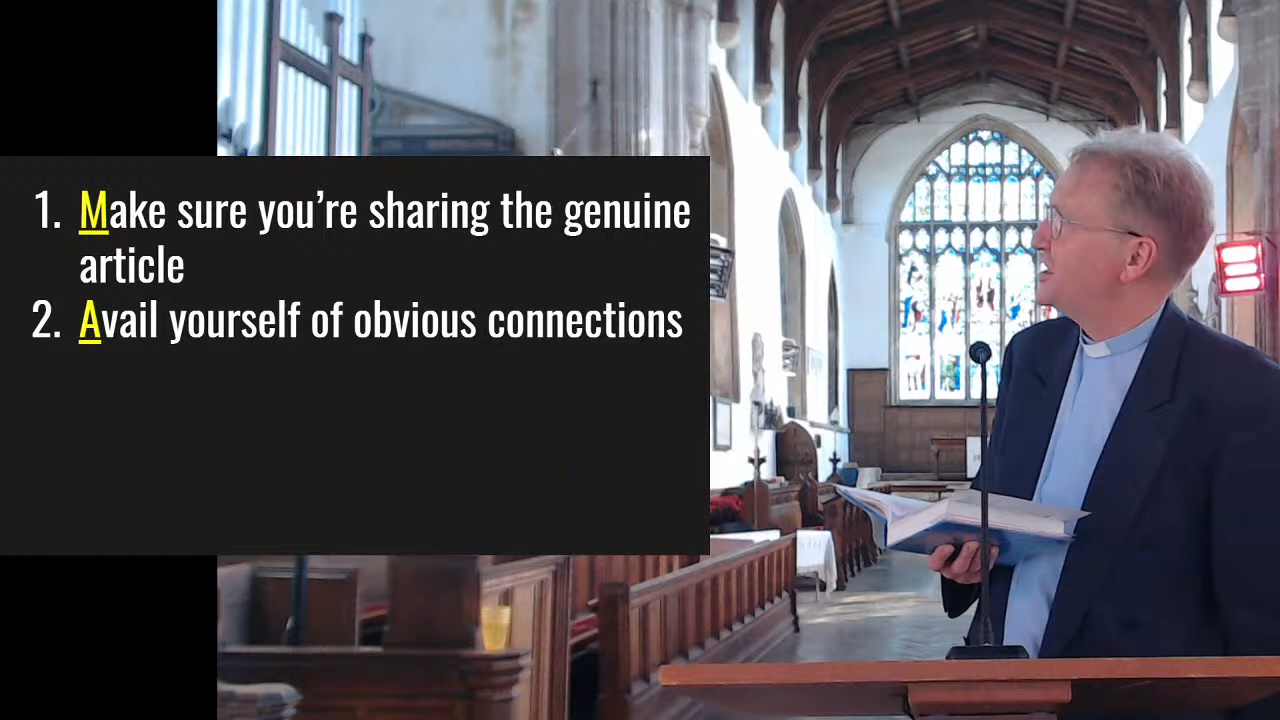 1. Make sure you’re sharing the genuine
article
2. Avail yourself of obvious connections